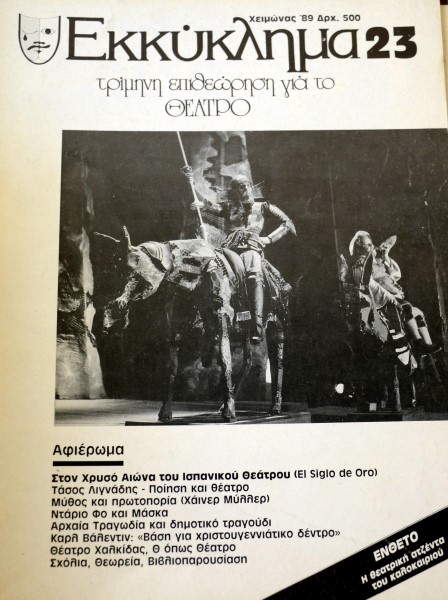 Χειμώνας '89 Δρχ. 500
Εκκύκλημα 23
τρίμηνη επιθεώρηση για το
ΘΕΑΤΡΟ
Αφιέρωμα
Στον Χρυσό Αιώνα του Ισπανικού Θεάτρου (El Siglo de Oro)
Τάσος Λιγνάδης - Ποίηση και θέατρο
Μύθος και πρωτοπορία (Χάινερ Μύλλερ)
Ντάριο Φο και Μάσκα
Αρχαία Τραγωδία και δημοτικό τραγούδι
Καρλ Βάλεντιν: «Βάση για χριστουγεννιάτικο δέντρο»
Θέατρο Χαλκίδας, Θ όπως Θέατρο
Σχόλια, Θεωρεία, Βιβλιοπαρουσίαση
ΕΝΘΕΤΟ
Η θεατρική ατζέντα
του καλοκαιριού